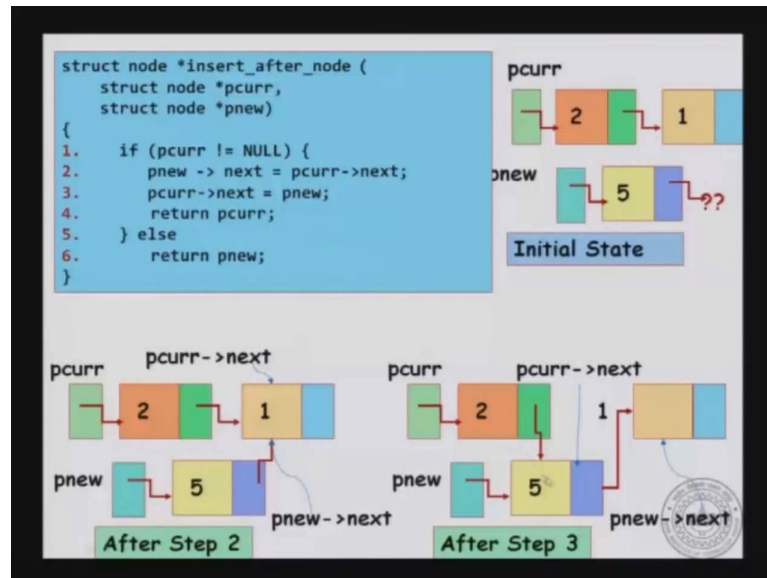 struct node *insert_after_node (
struct node *pcurr,
struct node *pnew)
{
1. if (pcurr != NULL) {
2. pnew -> next = pcurr->next;
3. pcurr->next = pnew;
4. return pcurr;
5. } else
6. return pnew;
}
pcurr
2 1
pnew
5 ??
Initial State
pcurr pcurr->next
2 1
pnew
5
pnew->next
After Step 2
pcurr pcurr->next
2 1
pnew
5
pnew->next
After Step 3